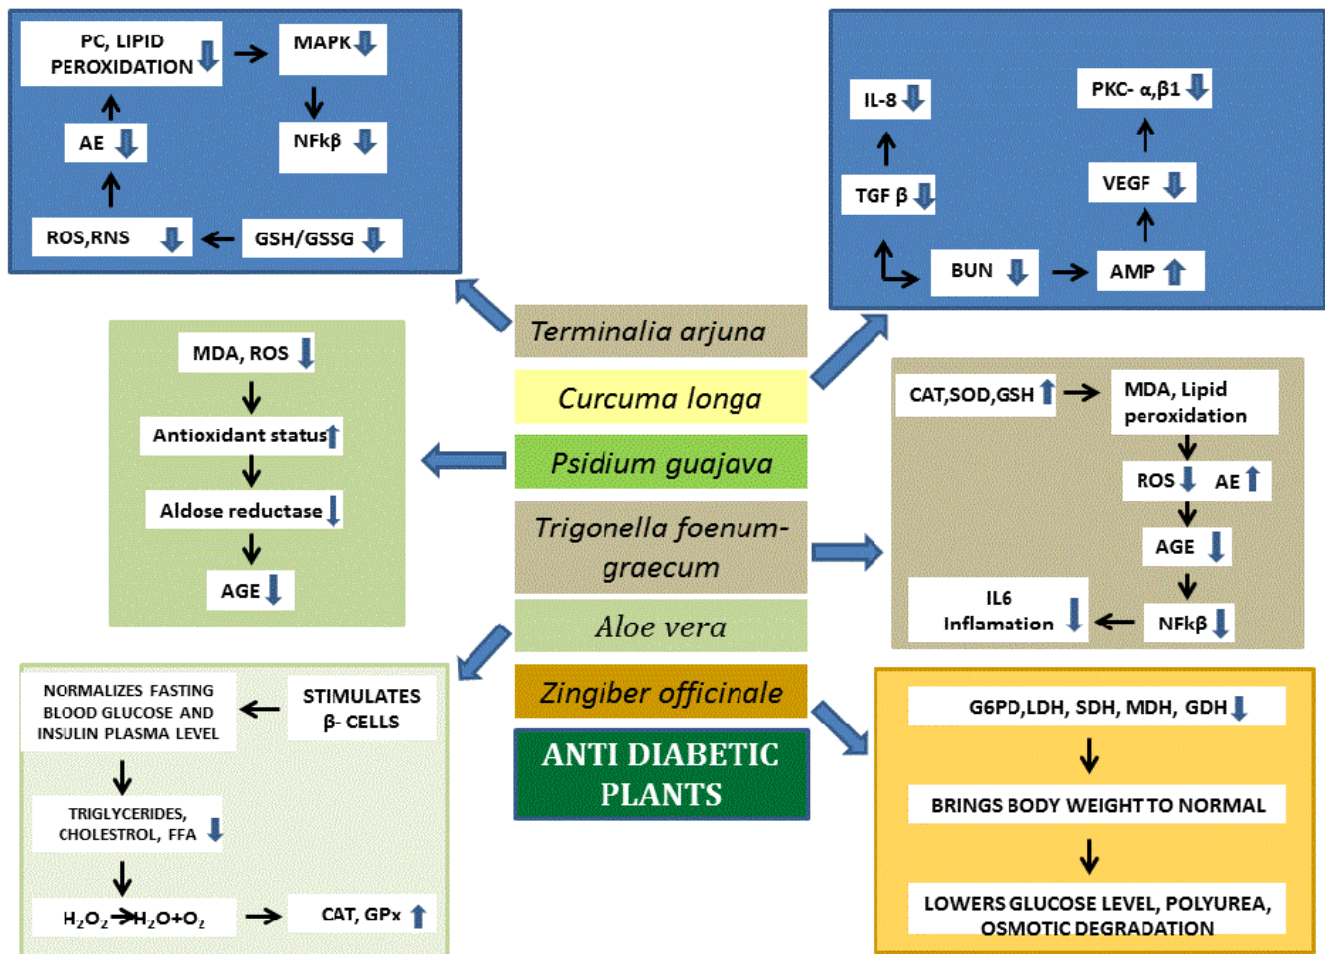 PC, LIPID
PEROXIDATION
MAPK
AE
NFkβ
ROS,RNS
GSH/GSSG
IL-8
PKC- α,β1
TGF β
VEGF
BUN
AMP
MDA, ROS
Antioxidant status
Aldose reductase
AGE
Terminalia arjuna
Curcuma longa
Psidium guajava
Trigonella foenum-
graecum
Aloe vera
Zingiber officinale
ANTI DIABETIC
PLANTS
CAT,SOD,GSH
MDA, Lipid
peroxidation
ROS AE
AGE
IL6
Inflamation
NFkβ
NORMALIZES FASTING
BLOOD GLUCOSE AND
INSULIN PLASMA LEVEL
STIMULATES
β- CELLS
TRIGLYCERIDES,
CHOLESTROL, FFA
H₂O₂→H₂O+O₂
CAT, GPx
G6PD,LDH, SDH, MDH, GDH
BRINGS BODY WEIGHT TO NORMAL
LOWERS GLUCOSE LEVEL, POLYUREA,
OSMOTIC DEGRADATION